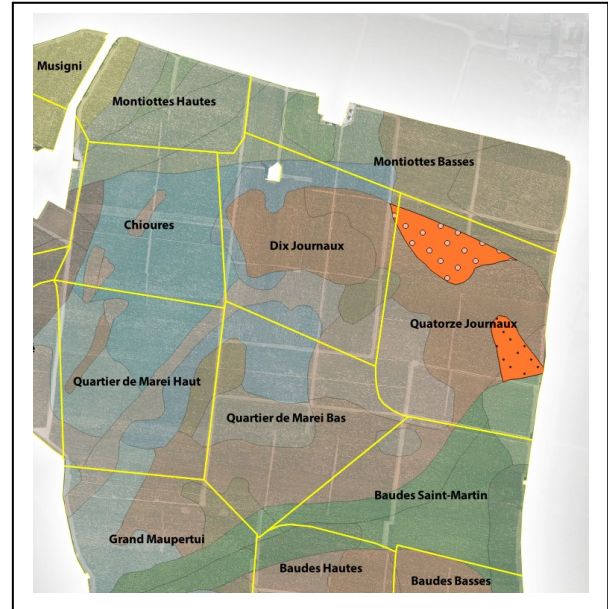 Musigni
Montiottes Hautes
Montiottes Basses
Chioures
Dix Journaux
Quatorze Journaux
Quartier de Marei Haut
Quartier de Marei Bas
Baudes Saint-Martin
Grand Maupertui
Baudes Hautes
Baudes Basses